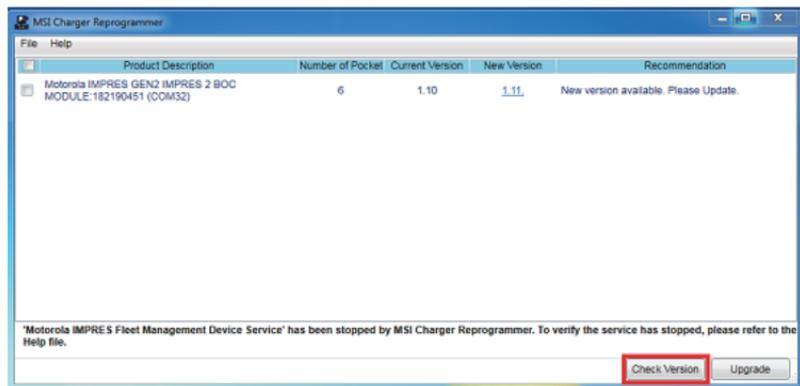 MSI Charger Reprogrammer
File Help
Product Description Number of Pocket Current Version New Version Recommendation
Motorola IMPRES GEN2 IMPRES 2 BOC
MODULE:182190451 (COM32) 6 1.10 1.11. New version available. Please Update.
'Motorola IMPRES Fleet Management Device Service' has been stopped by MSI Charger Reprogrammer. To verify the service has stopped, please refer to the
Help file.
Check Version Upgrade